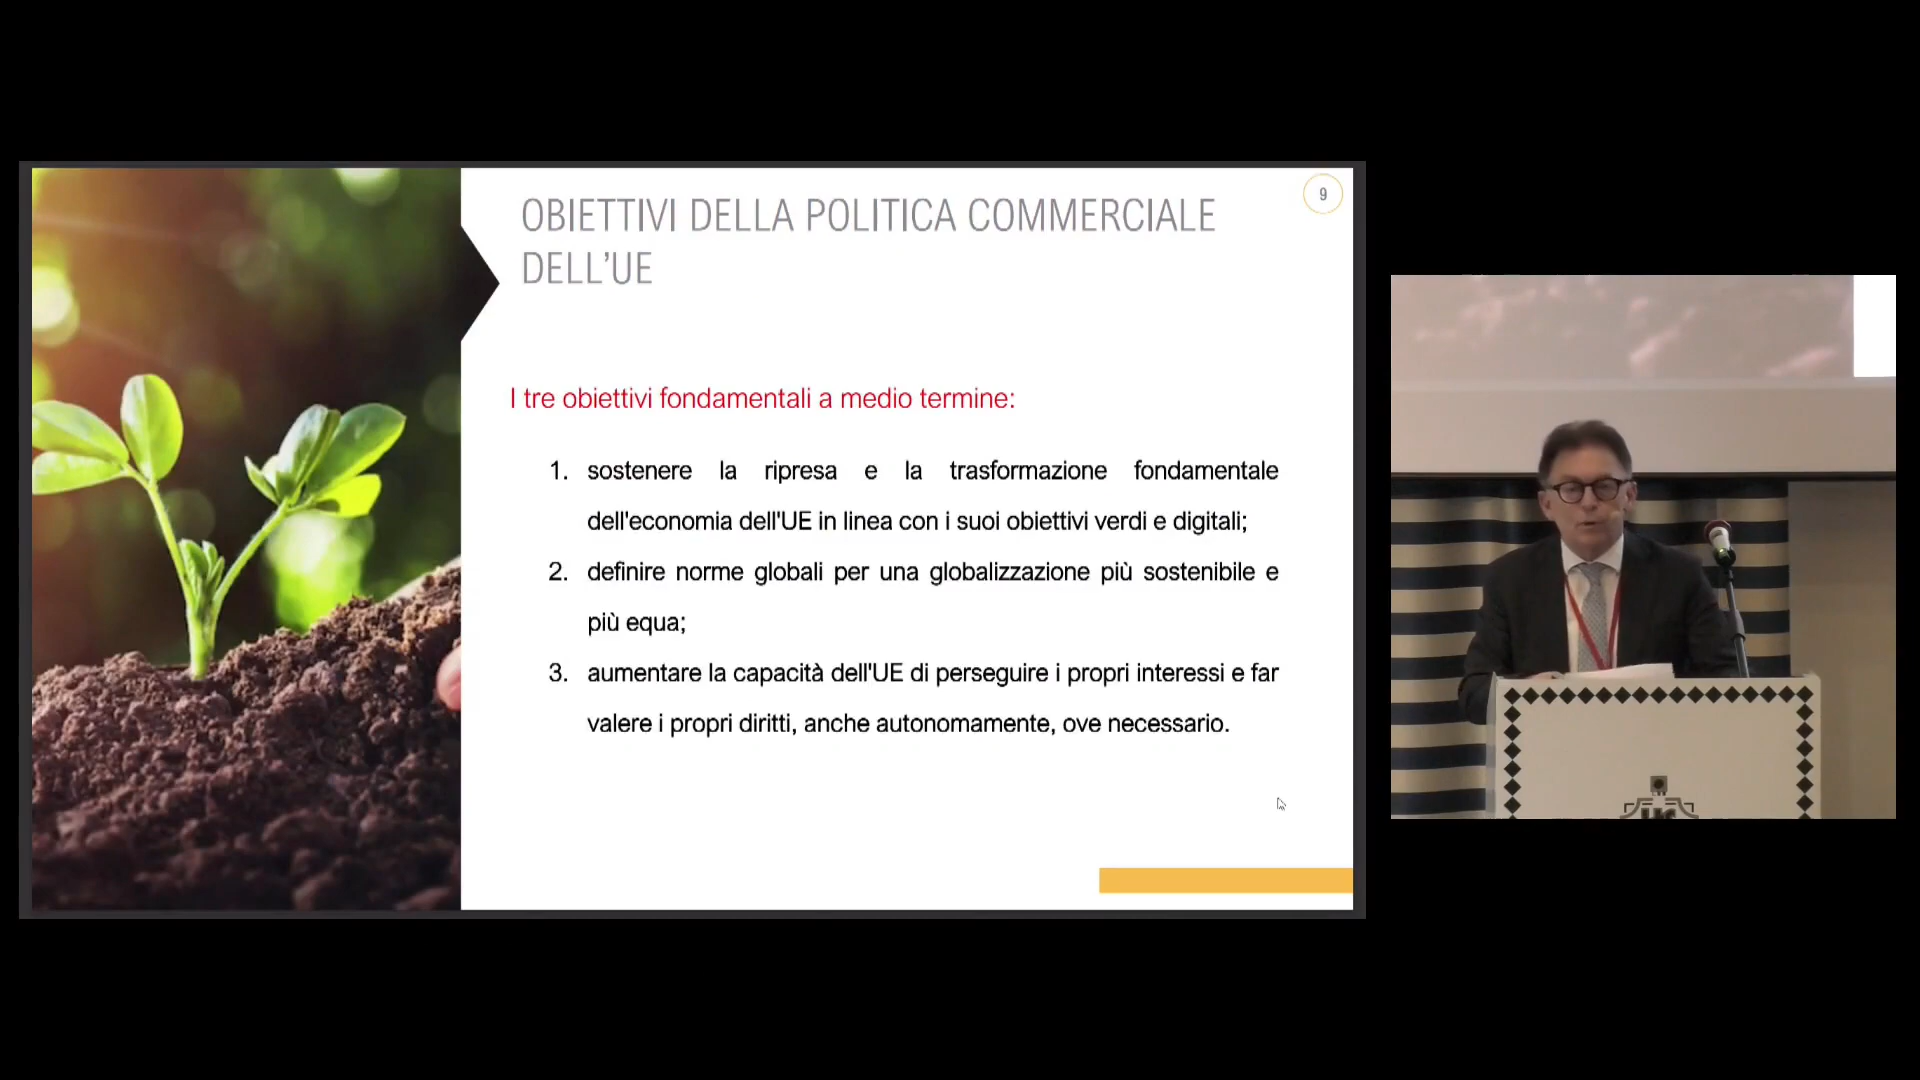 OBIETTIVI DELLA POLITICA COMMERCIALE
DELL’UE
9
I tre obiettivi fondamentali a medio termine:
1. sostenere la ripresa e la trasformazione fondamentale
dell'economia dell'UE in linea con i suoi obiettivi verdi e digitali;
2. definire norme globali per una globalizzazione più sostenibile e
più equa;
3. aumentare la capacità dell'UE di perseguire i propri interessi e far
valere i propri diritti, anche autonomamente, ove necessario.